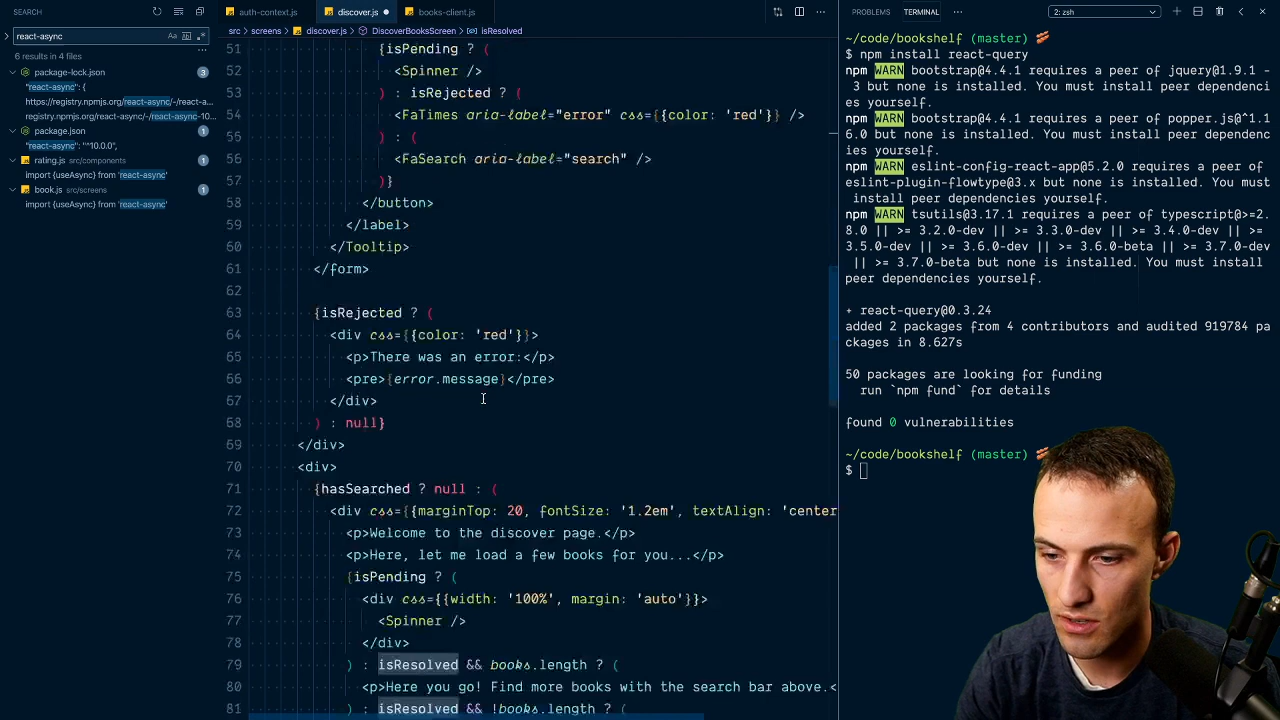 SEARCH
react-async
Aa
6 results in 4 files
package-lock.json
3
"react-async": {
https://registry.npmjs.org/react-async/-/react-a...
registry.npmjs.org/react-async/-/react-async-10...
package.json
1
"react-async": "^10.0.0",
rating.js src/components
1
import {useAsync} from 'react-async'
book.js src/screens
1
import {useAsync} from 'react-async'
auth-context.js
discover.js
books-client.js
src › screens › discover.js › DiscoverBooksScreen › isResolved
51 {isPending ? (
52 <Spinner />
53 ) : isRejected ? (
54 <FaTimes aria-label="error" css={{color: 'red'}} />
55 ) : (
56 <FaSearch aria-label="search" />
57 )}
58 </button>
59 </label>
60 </Tooltip>
61 </form>
62
63 {isRejected ? (
64 <div css={{color: 'red'}}>
65 <p>There was an error:</p>
66 <pre>{error.message}</pre>
67 </div>
68 ) : null}
69 </div>
70 <div>
71 {hasSearched ? null : (
72 <div css={{marginTop: 20, fontSize: '1.2em', textAlign: 'center
73 <p>Welcome to the discover page.</p>
74 <p>Here, let me load a few books for you...</p>
75 {isPending ? (
76 <div css={{width: '100%', margin: 'auto'}}>
77 <Spinner />
78 </div>
79 ) : isResolved && books.length ? (
80 <p>Here you go! Find more books with the search bar above.<
81 ) : isResolved && !books.length ? (
PROBLEMS
TERMINAL
2: zsh
~/code/bookshelf (master)
$ npm install react-query
npm WARN bootstrap@4.4.1 requires a peer of jquery@1.9.1 -
3 but none is installed. You must install peer dependenci
es yourself.
npm WARN bootstrap@4.4.1 requires a peer of popper.js@^1.1
6.0 but none is installed. You must install peer dependenc
ies yourself.
npm WARN eslint-config-react-app@5.2.0 requires a peer of
eslint-plugin-flowtype@3.x but none is installed. You must
install peer dependencies yourself.
npm WARN tsutils@3.17.1 requires a peer of typescript@>=2.
8.0 || >= 3.2.0-dev || >= 3.3.0-dev || >= 3.4.0-dev || >=
3.5.0-dev || >= 3.6.0-dev || >= 3.6.0-beta || >= 3.7.0-dev
|| >= 3.7.0-beta but none is installed. You must install
peer dependencies yourself.
+ react-query@0.3.24
added 2 packages from 4 contributors and audited 919784 pa
ckages in 8.627s
50 packages are looking for funding
run `npm fund` for details
found 0 vulnerabilities
~/code/bookshelf (master)
$